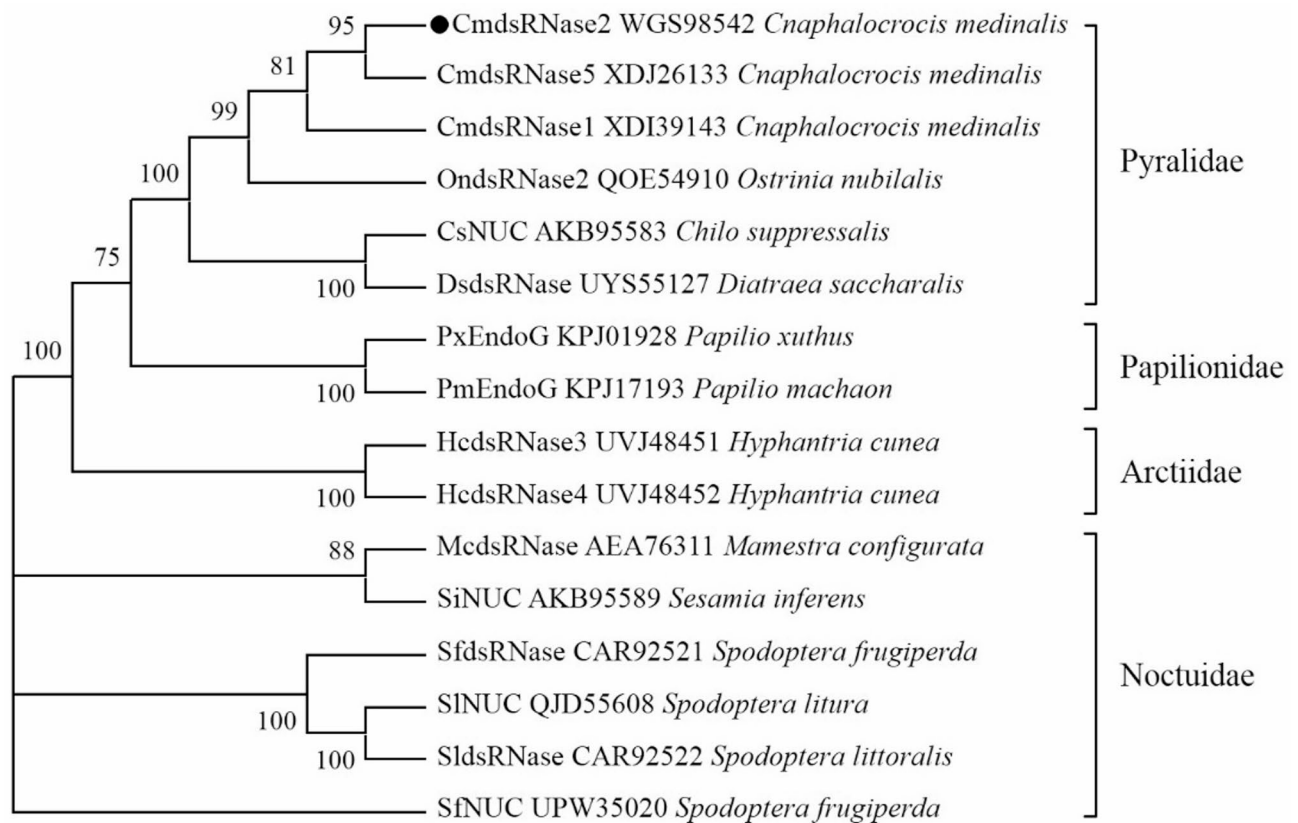 95
CmdsRNase2 WGS98542 Cnaphalocrocis medinalis
81
CmdsRNase5 XDJ26133 Cnaphalocrocis medinalis
99
CmdsRNase1 XDI39143 Cnaphalocrocis medinalis
100
OndsRNase2 QOE54910 Ostrinia nubilalis
Pyralidae
75
CsNUC AKB95583 Chilo suppressalis
100
DsdsRNase UYS55127 Diatraea saccharalis
100
PxEndoG KPJ01928 Papilio xuthus
Papilionidae
100
PmEndoG KPJ17193 Papilio machaon
HcdsRNase3 UVJ48451 Hyphantria cunea
Arctiidae
100
HcdsRNase4 UVJ48452 Hyphantria cunea
88
McdsRNase AEA76311 Mamestra configurata
SiNUC AKB95589 Sesamia inferens
SfdsRNase CAR92521 Spodoptera frugiperda
Noctuidae
100
SlNUC QJD55608 Spodoptera litura
100
SldsRNase CAR92522 Spodoptera littoralis
SfNUC UPW35020 Spodoptera frugiperda